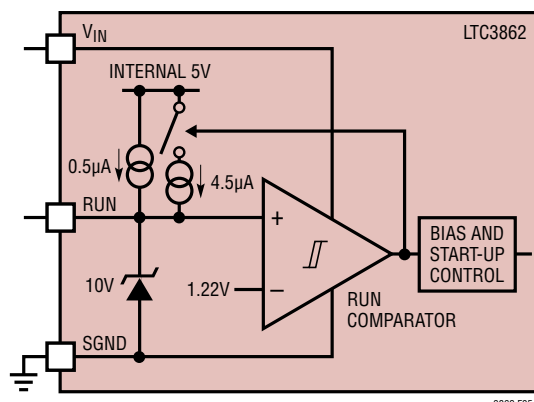 VIN
LTC3862
INTERNAL 5V
0.5µA
4.5µA
RUN
+
BIAS AND
START-UP
CONTROL
10V
1.22V
−
RUN
COMPARATOR
SGND